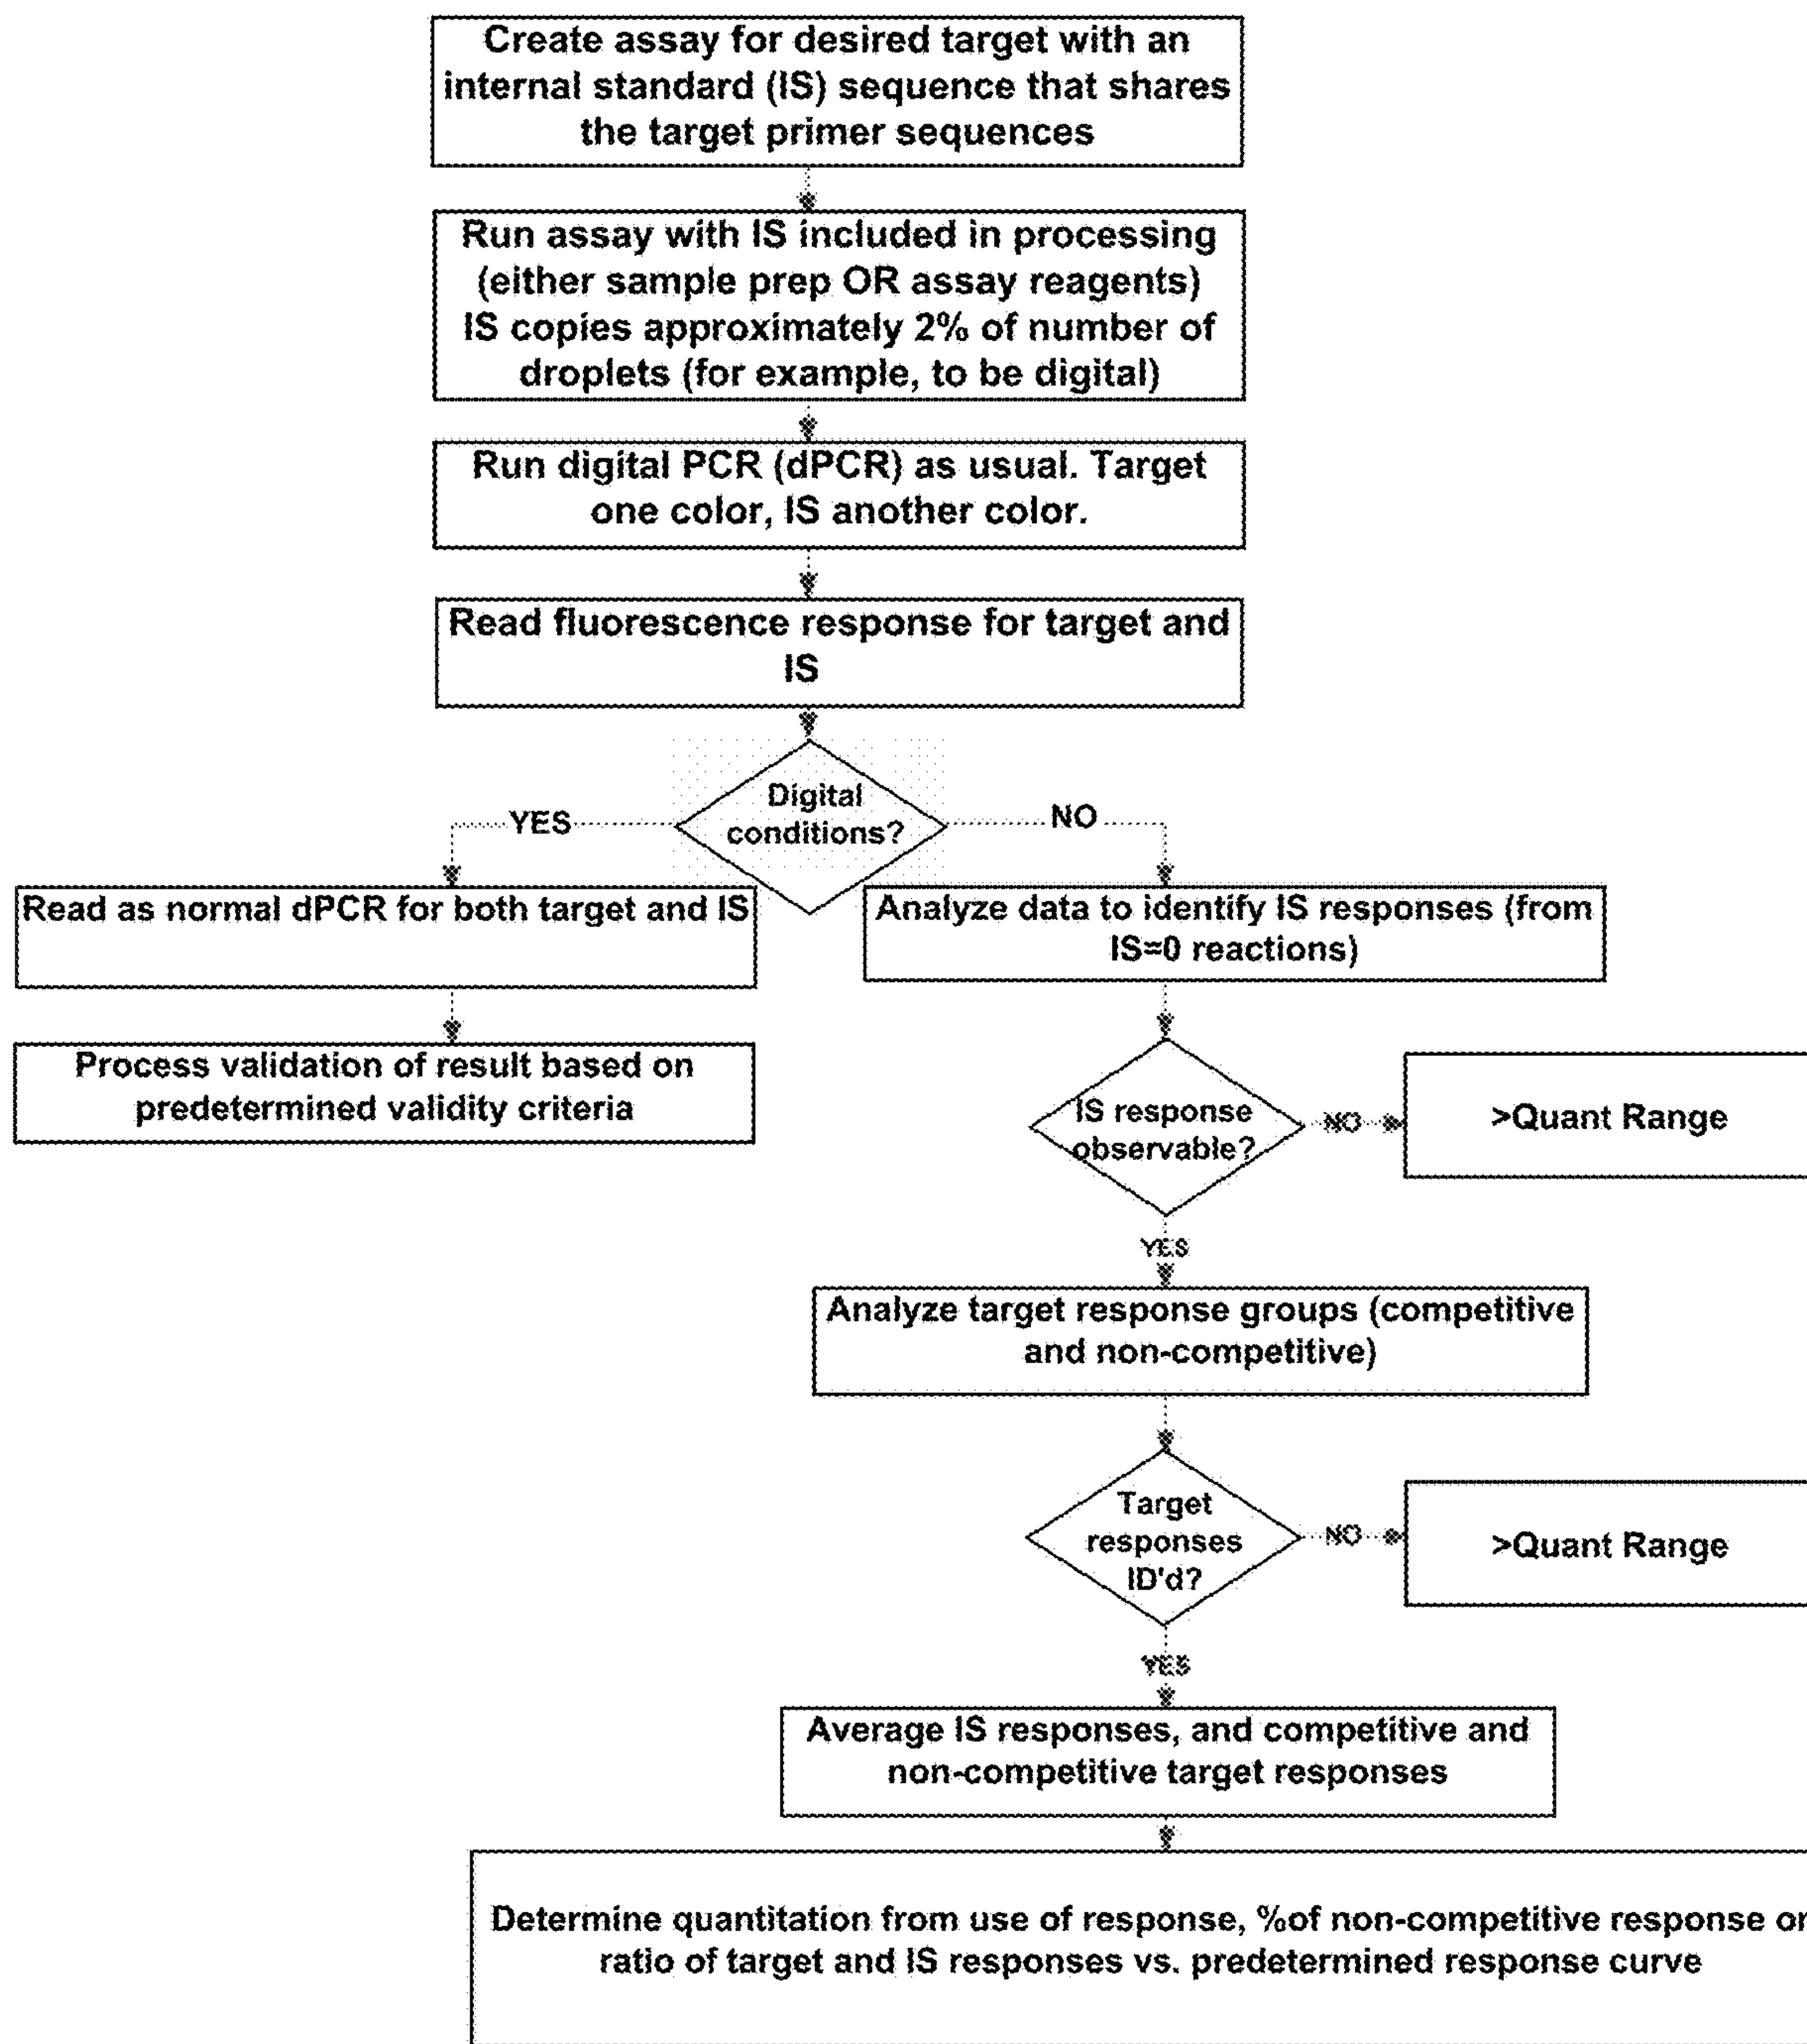 Create assay for desired target with an
internal standard (IS) sequence that shares
the target primer sequences
Run assay with IS included in processing
(either sample prep OR assay reagents)
IS copies approximately 2% of number of
droplets (for example, to be digital)
Run digital PCR (dPCR) as usual. Target
one color, IS another color.
Read fluorescence response for target and
IS
Digital
conditions?
YES
NO
Read as normal dPCR for both target and IS
Analyze data to identify IS responses (from
IS=0 reactions)
Process validation of result based on
predetermined validity criteria
IS response
observable?
NO
>Quant Range
YES
Analyze target response groups (competitive
and non-competitive)
Target
responses
ID'd?
NO
>Quant Range
YES
Average IS responses, and competitive and
non-competitive target responses
Determine quantitation from use of response, %of non-competitive response or
ratio of target and IS responses vs. predetermined response curve